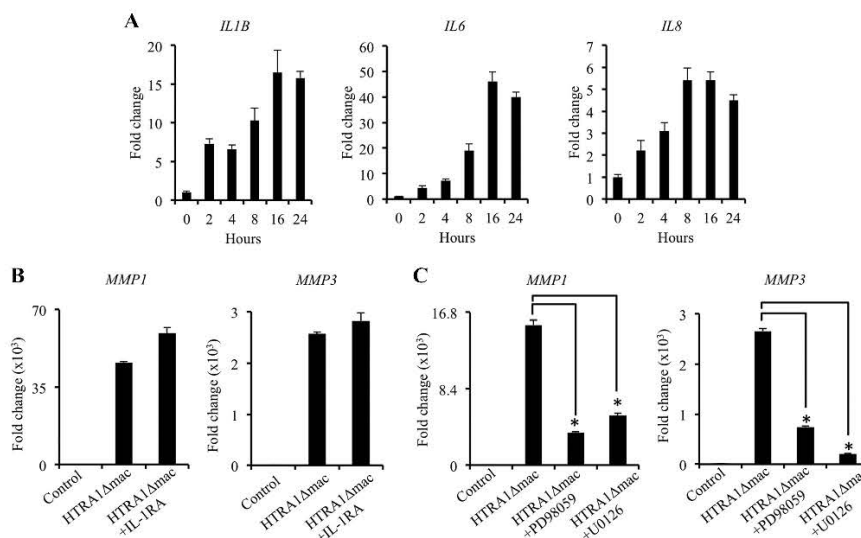 A
IL1B
IL6
IL8
Fold change
20
15
10
5
0
0 2 4 8 16 24
Hours
Fold change
60
50
40
30
20
10
0
0 2 4 8 16 24
Hours
Fold change
7
6
5
4
3
2
1
0
0 2 4 8 16 24
Hours
B
MMP1
MMP3
Fold change (x10³)
70
35
0
Control
HTRA1Δmac
HTRA1Δmac
+IL-1RA
Fold change (x10³)
3
2
1
0
Control
HTRA1Δmac
HTRA1Δmac
+IL-1RA
C
MMP1
MMP3
Fold change (x10³)
16.8
8.4
0
*
*
Control
HTRA1Δmac
HTRA1Δmac
+PD98059
HTRA1Δmac
+U0126
Fold change (x10³)
3
2
1
0
*
*
Control
HTRA1Δmac
HTRA1Δmac
+PD98059
HTRA1Δmac
+U0126